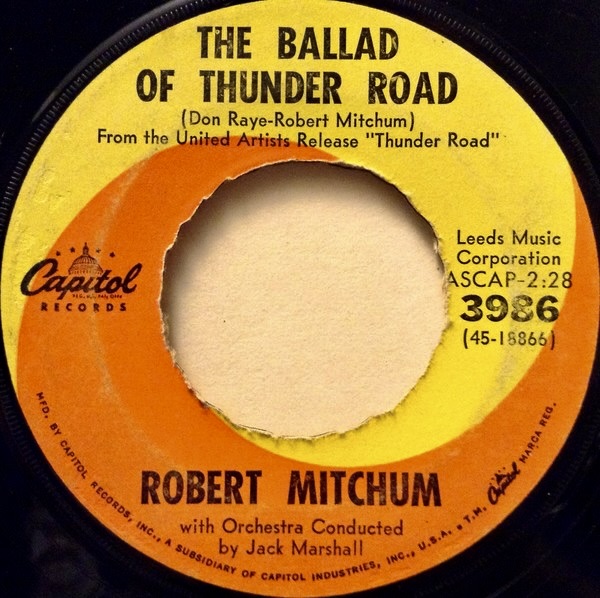 THE BALLAD
OF THUNDER ROAD
(Don Raye-Robert Mitchum)
From the United Artists Release "Thunder Road"
Leeds Music
Corporation
ASCAP-2:28
3986
(45-18866)
Capitol
RECORDS
ROBERT MITCHUM
with Orchestra Conducted
by Jack Marshall
MFD. BY CAPITOL RECORDS, INC., A SUBSIDIARY OF CAPITOL INDUSTRIES, INC., U.S.A. • T.M. Capitol MARCA REG.